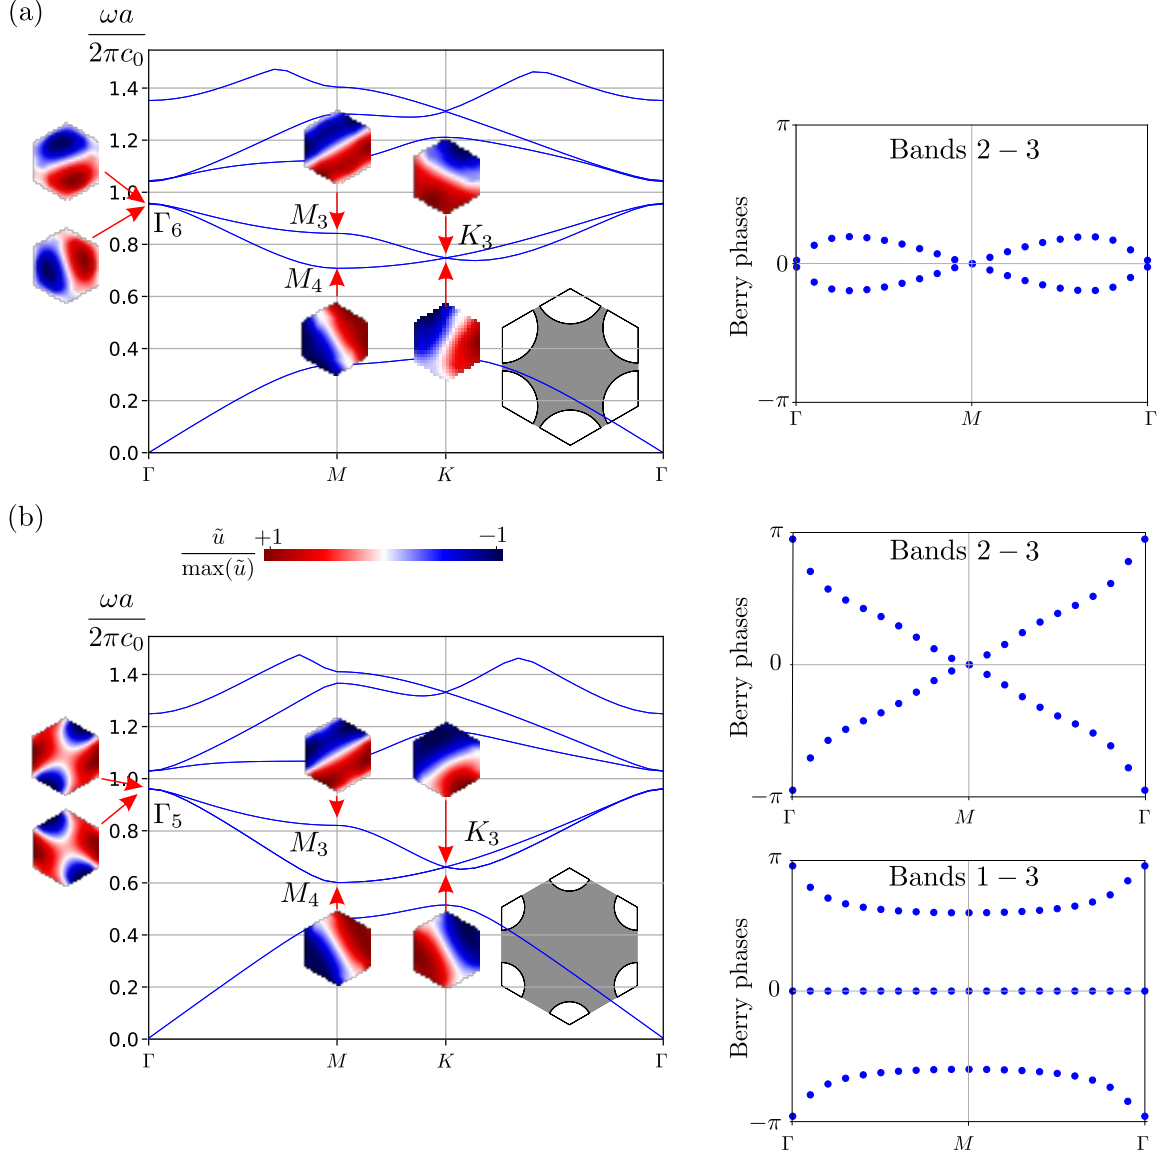 (a)
ωa
2πc₀
1.4
1.2
1.0
0.8
0.6
0.4
0.2
0.0
Γ₆
M₃
M₄
K₃
Γ
M
K
Γ
Bands 2 − 3
Berry phases
π
0
−π
Γ
M
Γ
(b)
ũ
max(ũ)
+1
−1
ωa
2πc₀
1.4
1.2
1.0
0.8
0.6
0.4
0.2
0.0
Γ₅
M₃
M₄
K₃
Γ
M
K
Γ
Bands 2 − 3
Berry phases
π
0
−π
Γ
M
Γ
Bands 1 − 3
Berry phases
π
0
−π
Γ
M
Γ